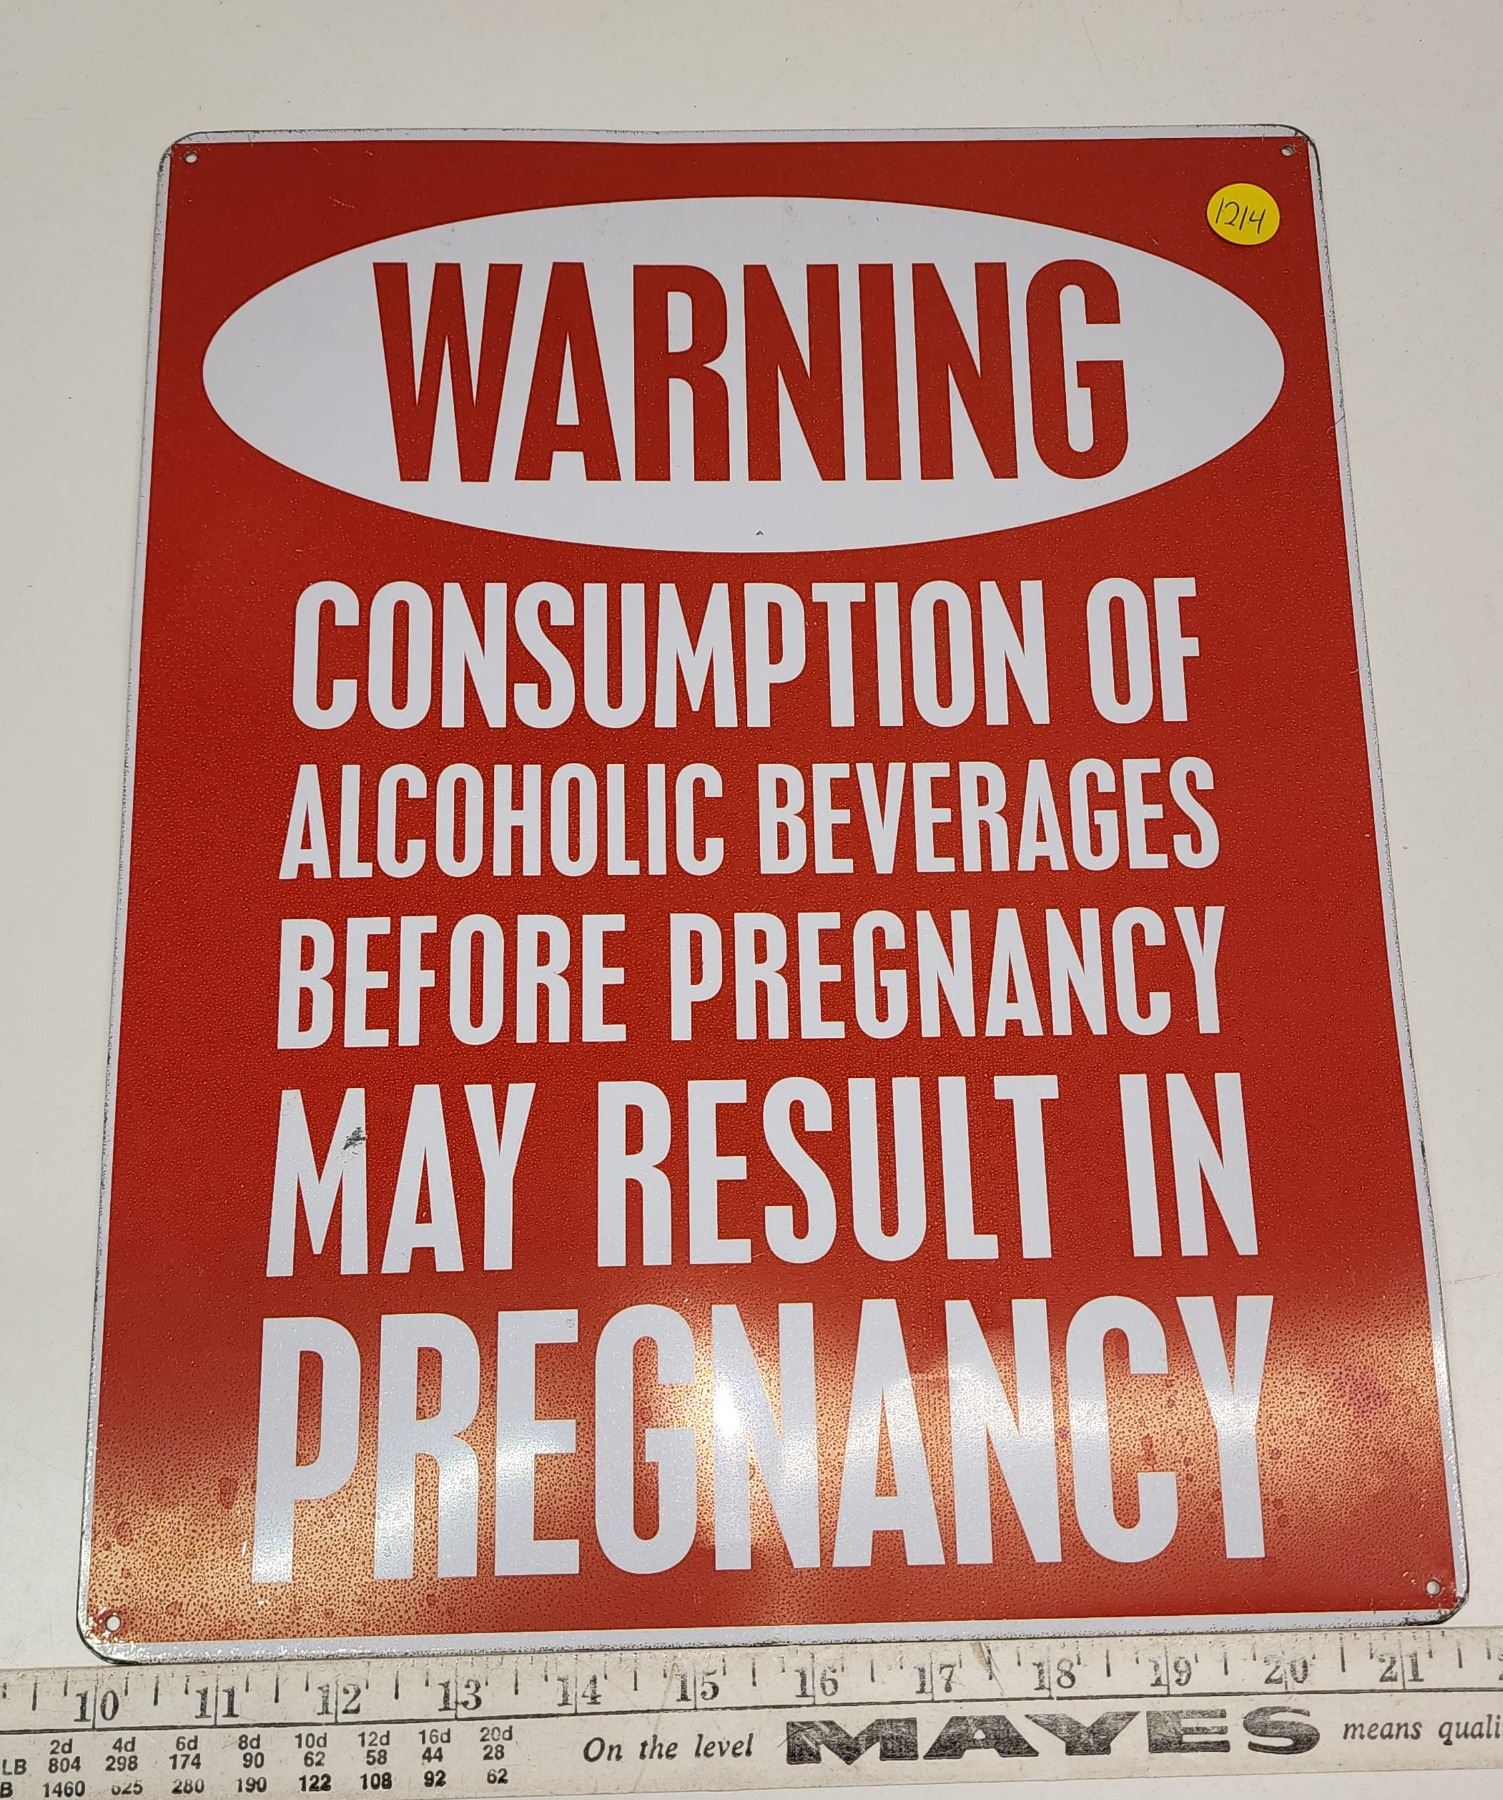 1214
WARNING
CONSUMPTION OF
ALCOHOLIC BEVERAGES
BEFORE PREGNANCY
MAY RESULT IN
PREGNANCY
10 11 12 13 14 15 16 17 18 19 20 21
2d 4d 6d 8d 10d 12d 16d 20d
LB 804 298 174 90 62 58 44 28
B 1460 625 280 190 122 108 92 62
On the level MAYES means quali